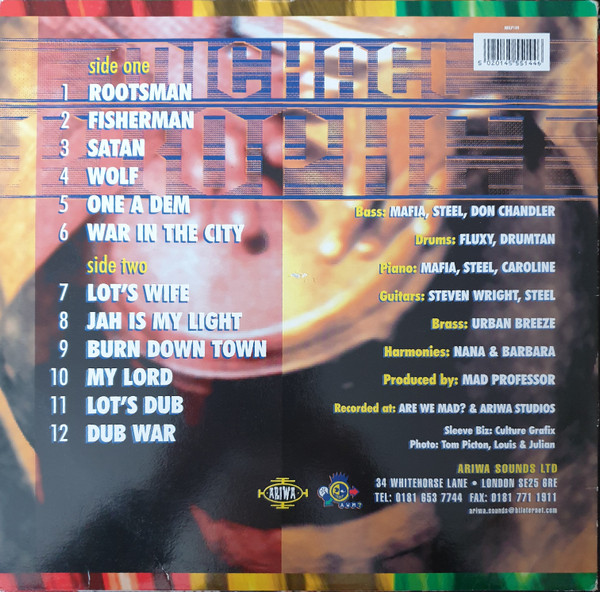 MICHAEL
PROPHET
5 020145 551446
side one
1 ROOTSMAN
2 FISHERMAN
3 SATAN
4 WOLF
5 ONE A DEM
6 WAR IN THE CITY
side two
7 LOT'S WIFE
8 JAH IS MY LIGHT
9 BURN DOWN TOWN
10 MY LORD
11 LOT'S DUB
12 DUB WAR
Bass: MAFIA, STEEL, DON CHANDLER
Drums: FLUXY, DRUMTAN
Piano: MAFIA, STEEL, CAROLINE
Guitars: STEVEN WRIGHT, STEEL
Brass: URBAN BREEZE
Harmonies: NANA & BARBARA
Produced by: MAD PROFESSOR
Recorded at: ARE WE MAD? & ARIWA STUDIOS
Sleeve Biz: Culture Grafix
Photo: Tom Picton, Louis & Julian
ARIWA
ARIWA SOUNDS LTD
34 WHITEHORSE LANE • LONDON SE25 6RE
TEL: 0181 653 7744 FAX: 0181 771 1911
ariwa.sounds@btinternet.com